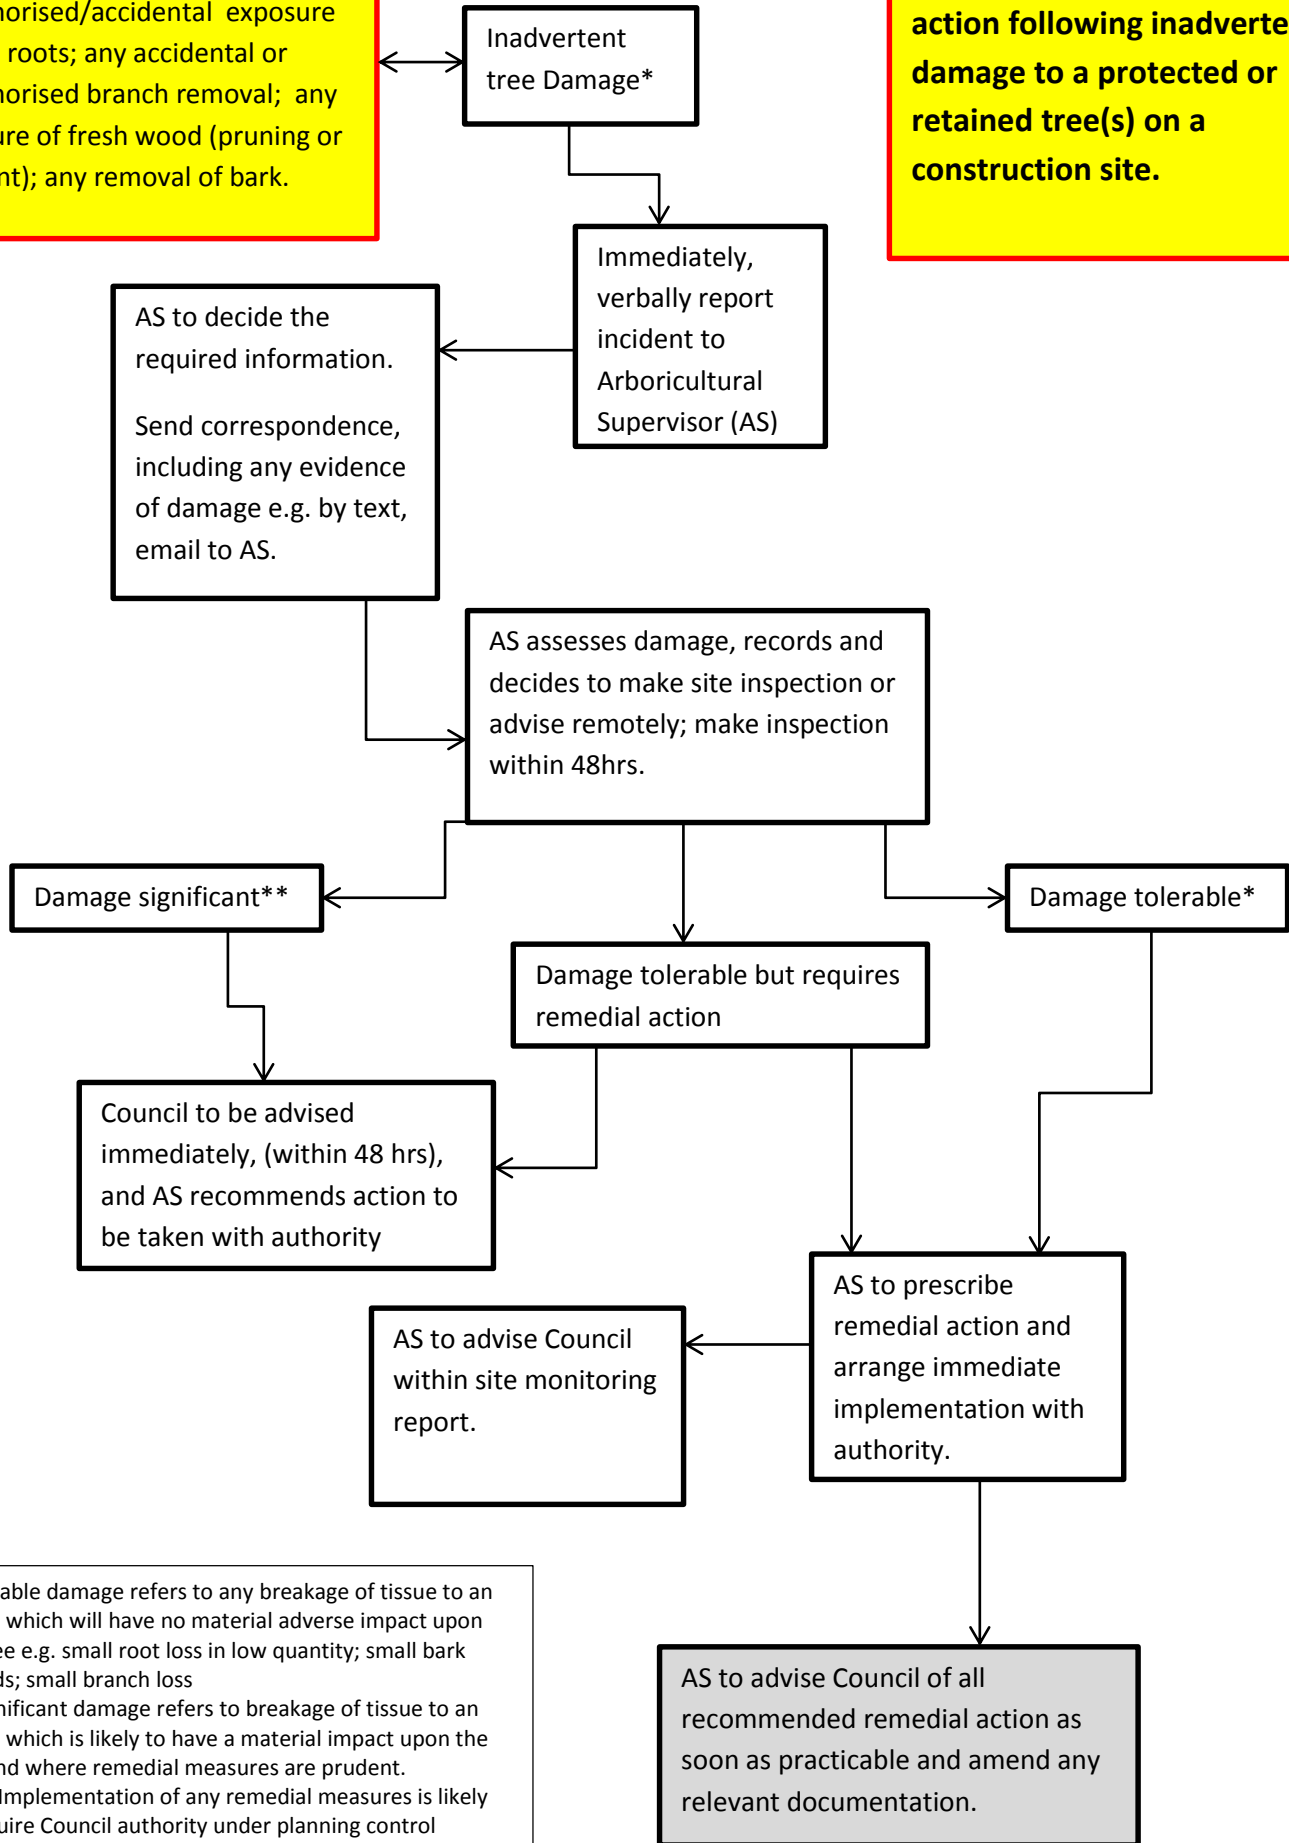 horised/accidental exposure
roots; any accidental or
horised branch removal; any
ure of fresh wood (pruning or
nt); any removal of bark.
Inadvertent
tree Damage*
action following inadverte
damage to a protected or
retained tree(s) on a
construction site.
Immediately,
verbally report
incident to
Arboricultural
Supervisor (AS)
AS to decide the
required information.
Send correspondence,
including any evidence
of damage e.g. by text,
email to AS.
AS assesses damage, records and
decides to make site inspection or
advise remotely; make inspection
within 48hrs.
Damage significant**
Damage tolerable*
Damage tolerable but requires
remedial action
Council to be advised
immediately, (within 48 hrs),
and AS recommends action to
be taken with authority
AS to prescribe
remedial action and
arrange immediate
implementation with
authority.
AS to advise Council
within site monitoring
report.
able damage refers to any breakage of tissue to an
which will have no material adverse impact upon
ee e.g. small root loss in low quantity; small bark
ds; small branch loss
nificant damage refers to breakage of tissue to an
which is likely to have a material impact upon the
nd where remedial measures are prudent.
Implementation of any remedial measures is likely
uire Council authority under planning control
AS to advise Council of all
recommended remedial action as
soon as practicable and amend any
relevant documentation.